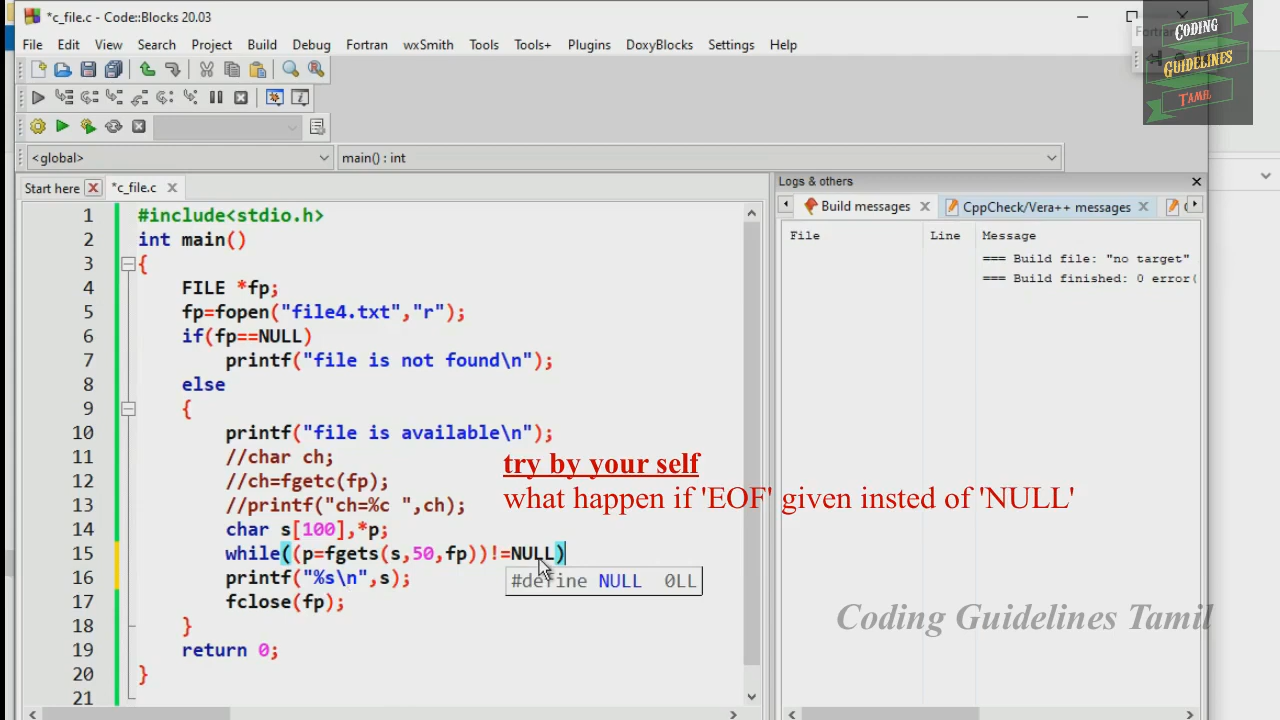 *c_file.c - Code::Blocks 20.03
File Edit View Search Project Build Debug Fortran wxSmith Tools Tools+ Plugins DoxyBlocks Settings Help
CODING
GUIDELINES
TAMIL
<global>
main() : int
Start here
*c_file.c
Logs & others
Build messages
CppCheck/Vera++ messages
File Line Message
=== Build file: "no target"
=== Build finished: 0 error(
1 #include<stdio.h>
2 int main()
3 {
4 FILE *fp;
5 fp=fopen("file4.txt","r");
6 if(fp==NULL)
7 printf("file is not found\n");
8 else
9 {
10 printf("file is available\n");
11 //char ch;
12 //ch=fgetc(fp);
13 //printf("ch=%c ",ch);
14 char s[100],*p;
15 while((p=fgets(s,50,fp))!=NULL)
16 printf("%s\n",s);
17 fclose(fp);
18 }
19 return 0;
20 }
21
try by your self
what happen if 'EOF' given insted of 'NULL'
#define NULL 0LL
Coding Guidelines Tamil